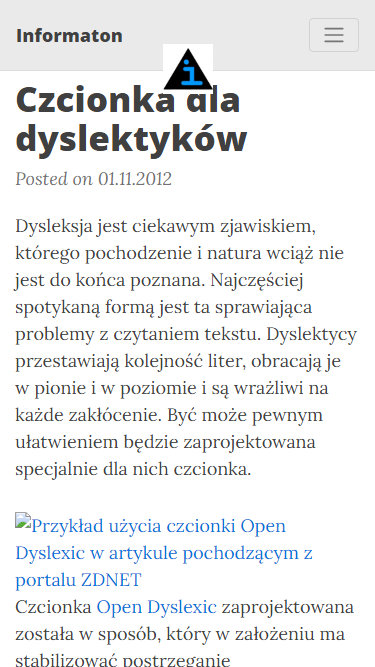 Informaton
Czcionka dla
dyslektyków
Posted on 01.11.2012
Dysleksja jest ciekawym zjawiskiem,
którego pochodzenie i natura wciąż nie
jest do końca poznana. Najczęściej
spotykaną formą jest ta sprawiająca
problemy z czytaniem tekstu. Dyslektycy
przestawiają kolejność liter, obracają je
w pionie i w poziomie i są wrażliwi na
każde zakłócenie. Być może pewnym
ułatwieniem będzie zaprojektowana
specjalnie dla nich czcionka.
Przykład użycia czcionki Open
Dyslexic w artykule pochodzącym z
portalu ZDNET
Czcionka Open Dyslexic zaprojektowana
została w sposób, który w założeniu ma
stabilizować postrzeganie